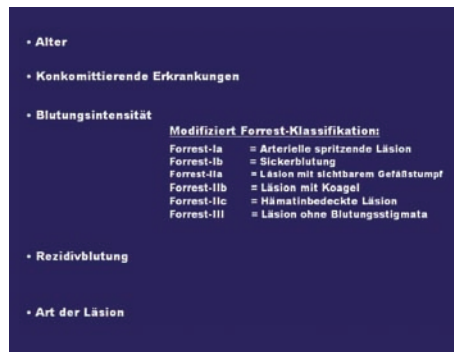 • Alter
• Konkomittierende Erkrankungen
• Blutungsintensität
Modifiziert Forrest-Klassifikation:
Forrest-Ia = Arterielle spritzende Läsion
Forrest-Ib = Sickerblutung
Forrest-IIa = Läsion mit sichtbarem Gefäßstumpf
Forrest-IIb = Läsion mit Koagel
Forrest-IIc = Hämatinbedeckte Läsion
Forrest-III = Läsion ohne Blutungsstigmata
• Rezidivblutung
• Art der Läsion